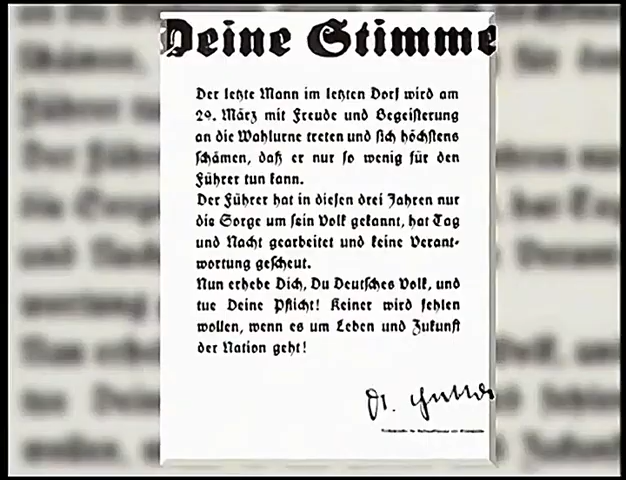 Deine Stimme
Der letzte Mann im letzten Dorf wird am
29. März mit Freude und Begeisterung
an die Wahlurne treten und sich höchstens
schämen, daß er nur so wenig für den
Führer tun kann.
Der Führer hat in diesen drei Jahren nur
die Sorge um sein Volk gekannt, hat Tag
und Nacht gearbeitet und keine Verant-
wortung gescheut.
Nun erhebe Dich, Du Deutsches Volk, und
tue Deine Pflicht! Keiner wird fehlen
wollen, wenn es um Leben und Zukunft
der Nation geht!
Dr.